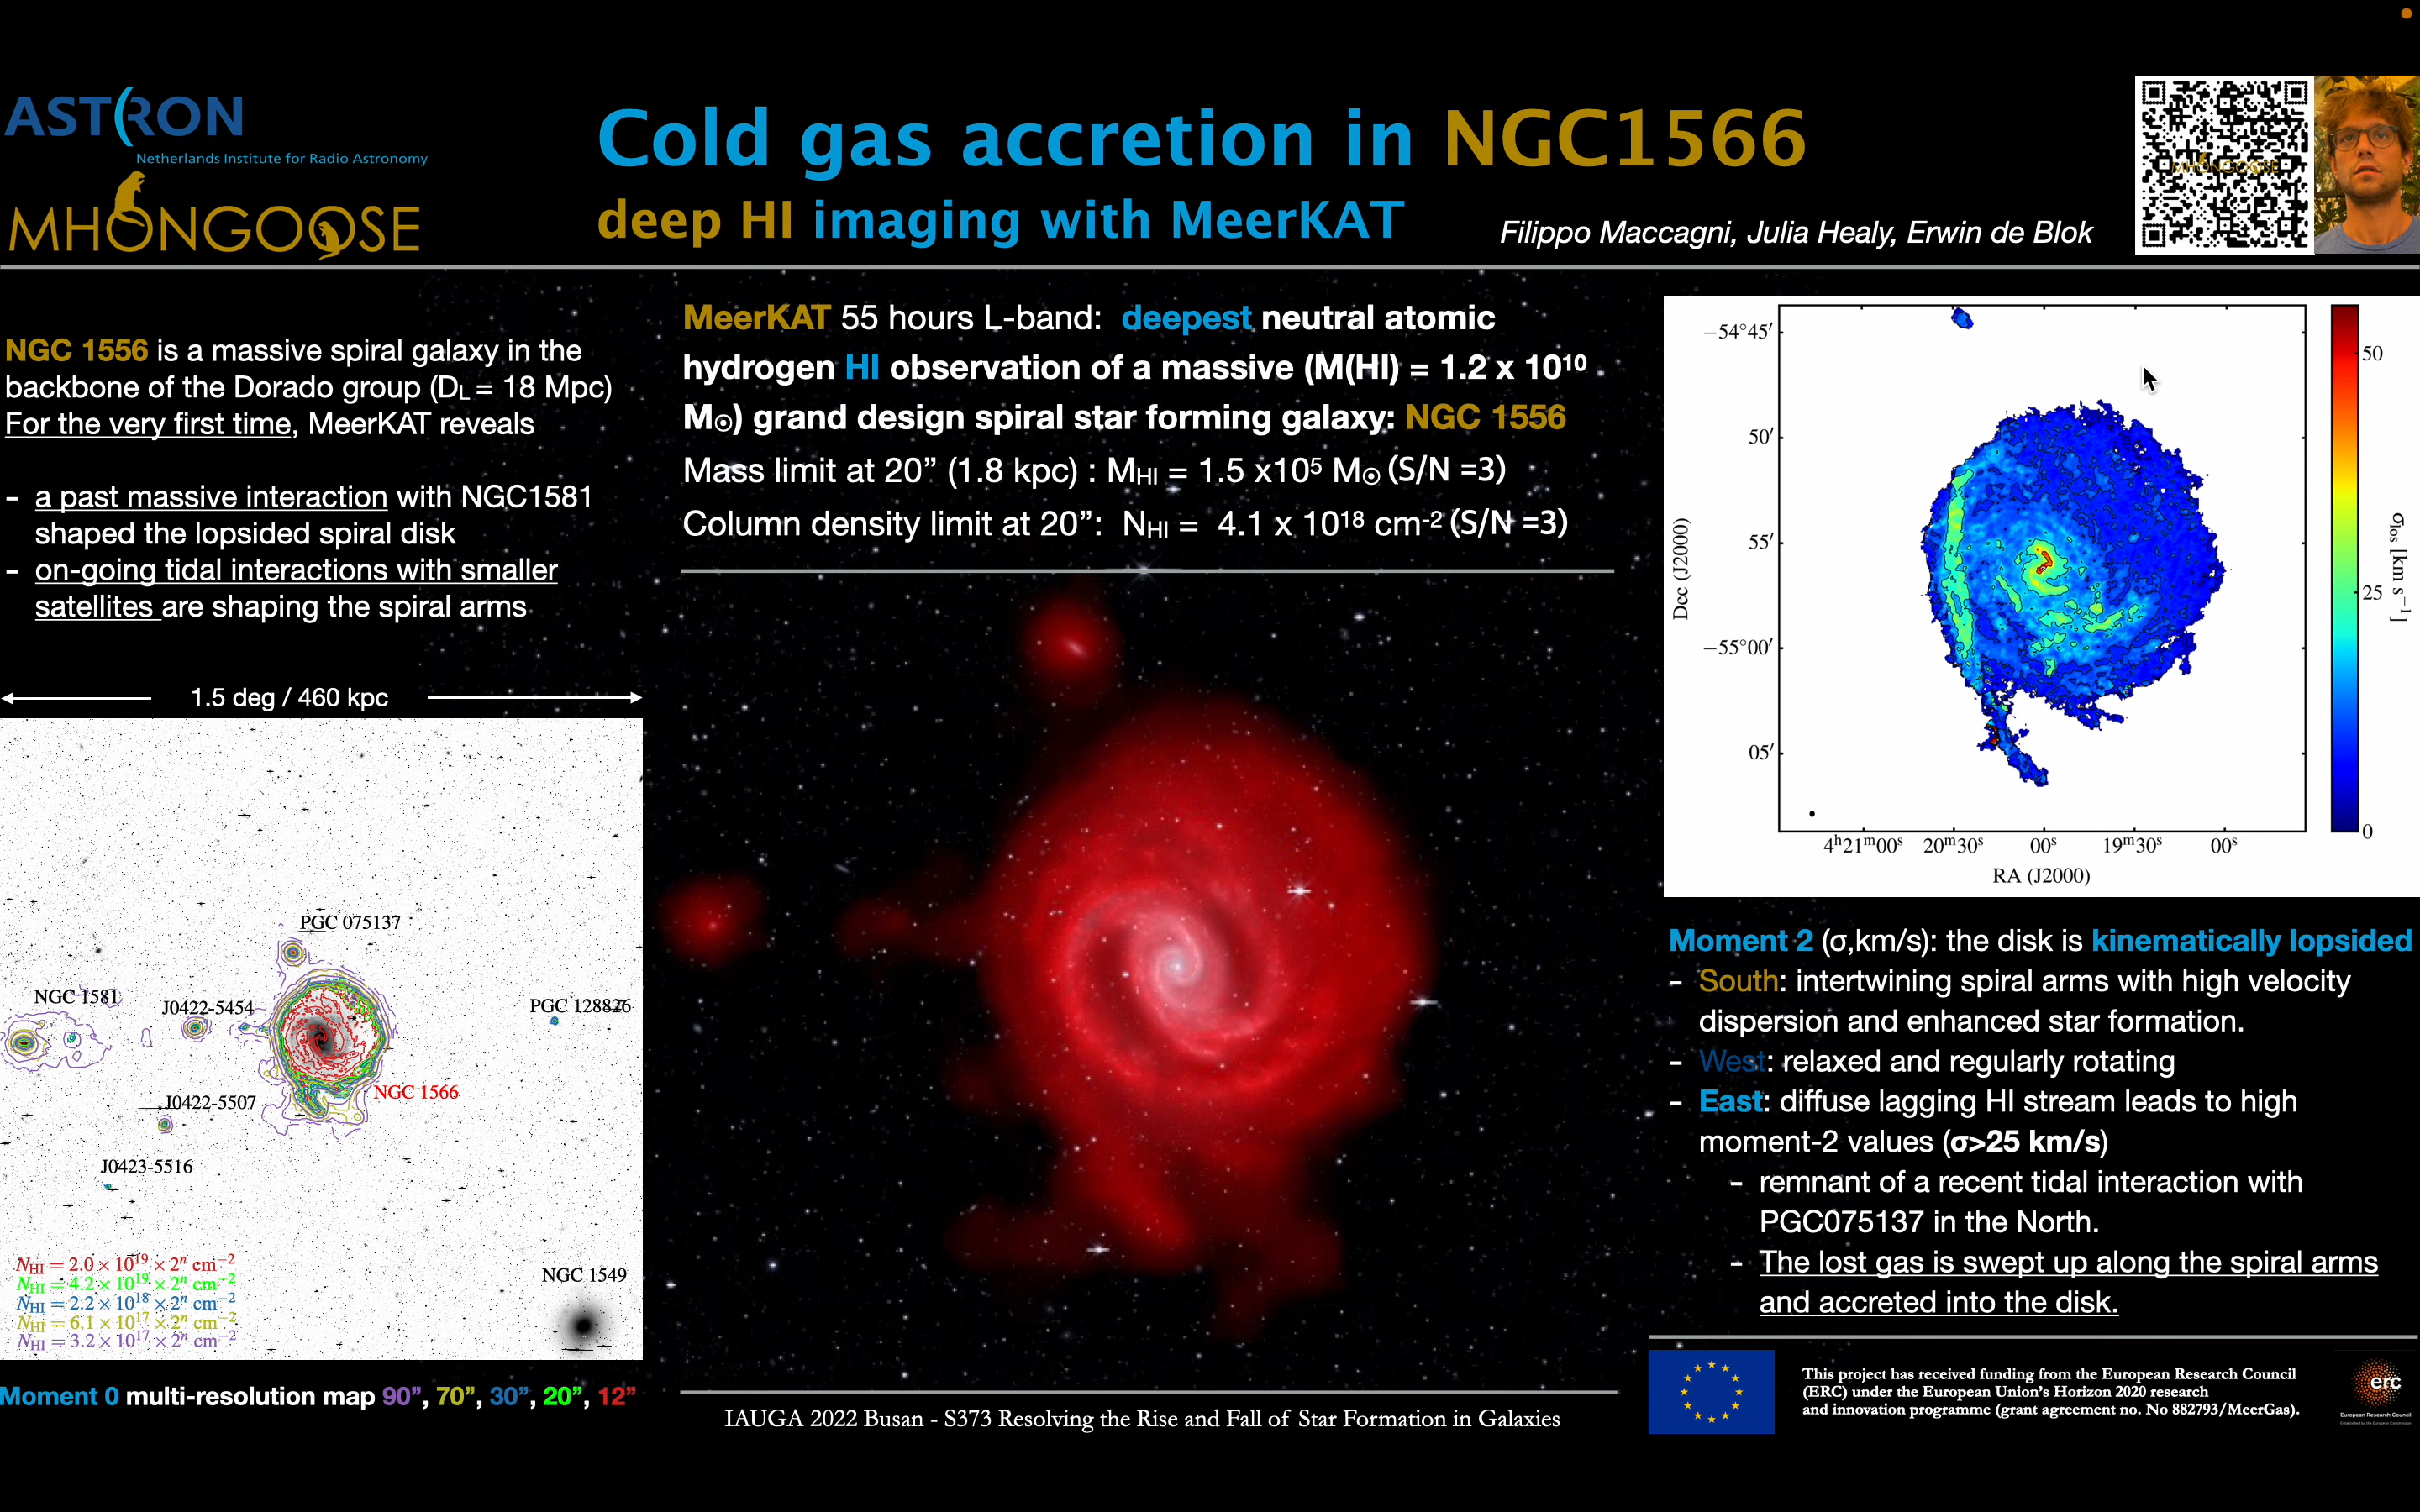 ASTRON
Netherlands Institute for Radio Astronomy
MHONGOOSE
Cold gas accretion in NGC1566
deep HI imaging with MeerKAT
Filippo Maccagni, Julia Healy, Erwin de Blok
MHONGOOSE
NGC 1556 is a massive spiral galaxy in the
backbone of the Dorado group (DL = 18 Mpc)
For the very first time, MeerKAT reveals
- a past massive interaction with NGC1581
shaped the lopsided spiral disk
- on-going tidal interactions with smaller
satellites are shaping the spiral arms
1.5 deg / 460 kpc
PGC 075137
NGC 1581
J0422-5454
PGC 128826
NGC 1566
J0422-5507
J0423-5516
NGC 1549
NHI = 2.0 × 10¹⁹ × 2ⁿ cm⁻²
NHI = 4.2 × 10¹⁹ × 2ⁿ cm⁻²
NHI = 2.2 × 10¹⁸ × 2ⁿ cm⁻²
NHI = 6.1 × 10¹⁷ × 2ⁿ cm⁻²
NHI = 3.2 × 10¹⁷ × 2ⁿ cm⁻²
Moment 0 multi-resolution map 90”, 70”, 30”, 20”, 12”
MeerKAT 55 hours L-band: deepest neutral atomic
hydrogen HI observation of a massive (M(HI) = 1.2 x 10¹⁰
M☉) grand design spiral star forming galaxy: NGC 1556
Mass limit at 20” (1.8 kpc) : MHI = 1.5 x10⁵ M☉ (S/N =3)
Column density limit at 20”: NHI = 4.1 x 10¹⁸ cm-² (S/N =3)
IAUGA 2022 Busan - S373 Resolving the Rise and Fall of Star Formation in Galaxies
−54°45′
50′
55′
−55°00′
05′
Dec (J2000)
4ʰ21ᵐ00ˢ 20ᵐ30ˢ 00ˢ 19ᵐ30ˢ 00ˢ
RA (J2000)
50
25
0
σlos [km s⁻¹]
Moment 2 (σ,km/s): the disk is kinematically lopsided
- South: intertwining spiral arms with high velocity
dispersion and enhanced star formation.
- West: relaxed and regularly rotating
- East: diffuse lagging HI stream leads to high
moment-2 values (σ>25 km/s)
- remnant of a recent tidal interaction with
PGC075137 in the North.
- The lost gas is swept up along the spiral arms
and accreted into the disk.
This project has received funding from the European Research Council
(ERC) under the European Union’s Horizon 2020 research
and innovation programme (grant agreement no. No 882793/MeerGas).
erc
European Research Council
Established by the European Commission